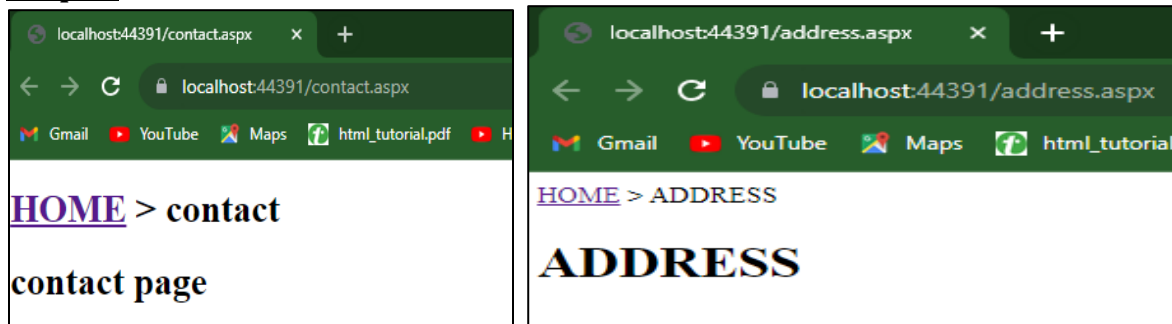 localhost:44391/contact.aspx × +
localhost:44391/contact.aspx
Gmail YouTube Maps html_tutorial.pdf H
HOME > contact
contact page
localhost:44391/address.aspx × +
localhost:44391/address.aspx
Gmail YouTube Maps html_tutorial
HOME > ADDRESS
ADDRESS